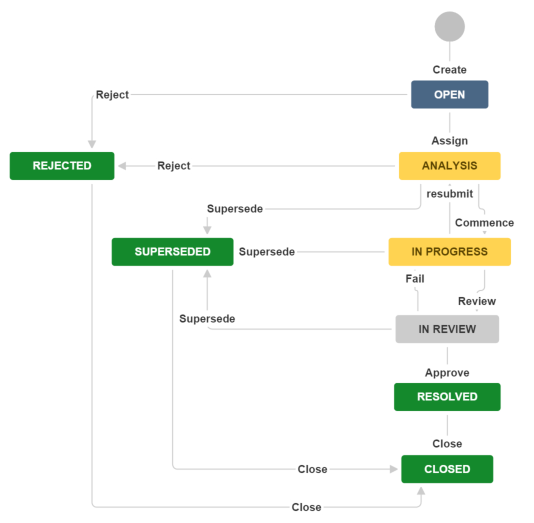 Create
Reject
OPEN
Assign
REJECTED
Reject
ANALYSIS
resubmit
Supersede
Commence
SUPERSEDED
Supersede
IN PROGRESS
Fail
Review
Supersede
IN REVIEW
Approve
RESOLVED
Close
Close
CLOSED
Close